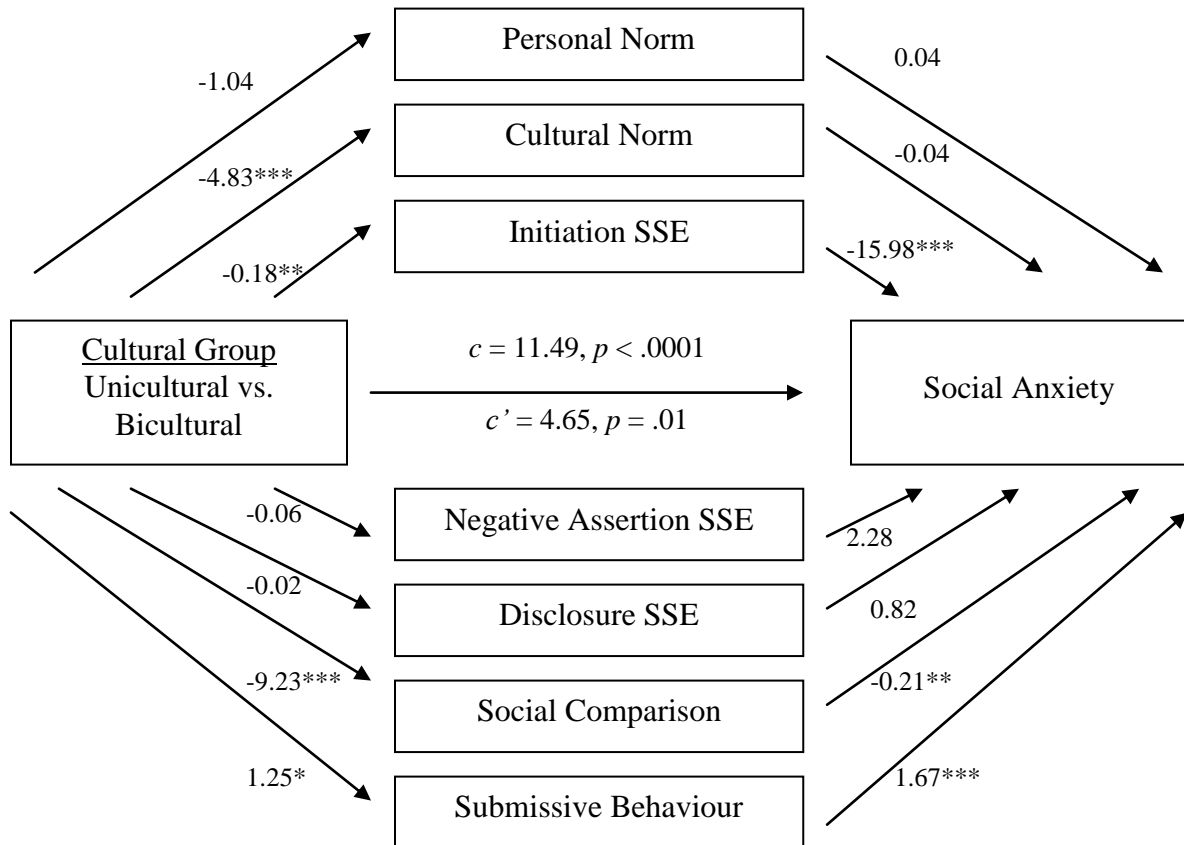 Personal Norm
-1.04
0.04
Cultural Norm
-4.83***
-0.04
Initiation SSE
-0.18**
-15.98***
Cultural Group
Unicultural vs.
Bicultural
c = 11.49, p < .0001
c’ = 4.65, p = .01
Social Anxiety
Negative Assertion SSE
-0.06
2.28
Disclosure SSE
-0.02
0.82
Social Comparison
-9.23***
-0.21**
Submissive Behaviour
1.25*
1.67***